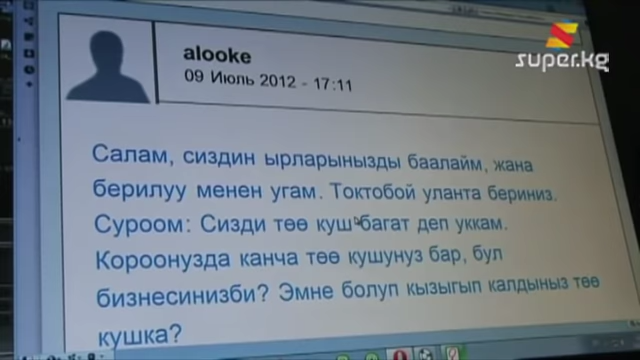 super.kg
alooke
09 Июль 2012 - 17:11
Салам, сиздин ырларынызды баалайм, жана
берилуу менен угам. Токтобой уланта бериниз.
Суроом: Сизди төө куш багат деп уккам.
Короонузда канча төө кушунуз бар, бул
бизнесинизби? Эмне болуп кызыгып калдыныз төө
кушка?